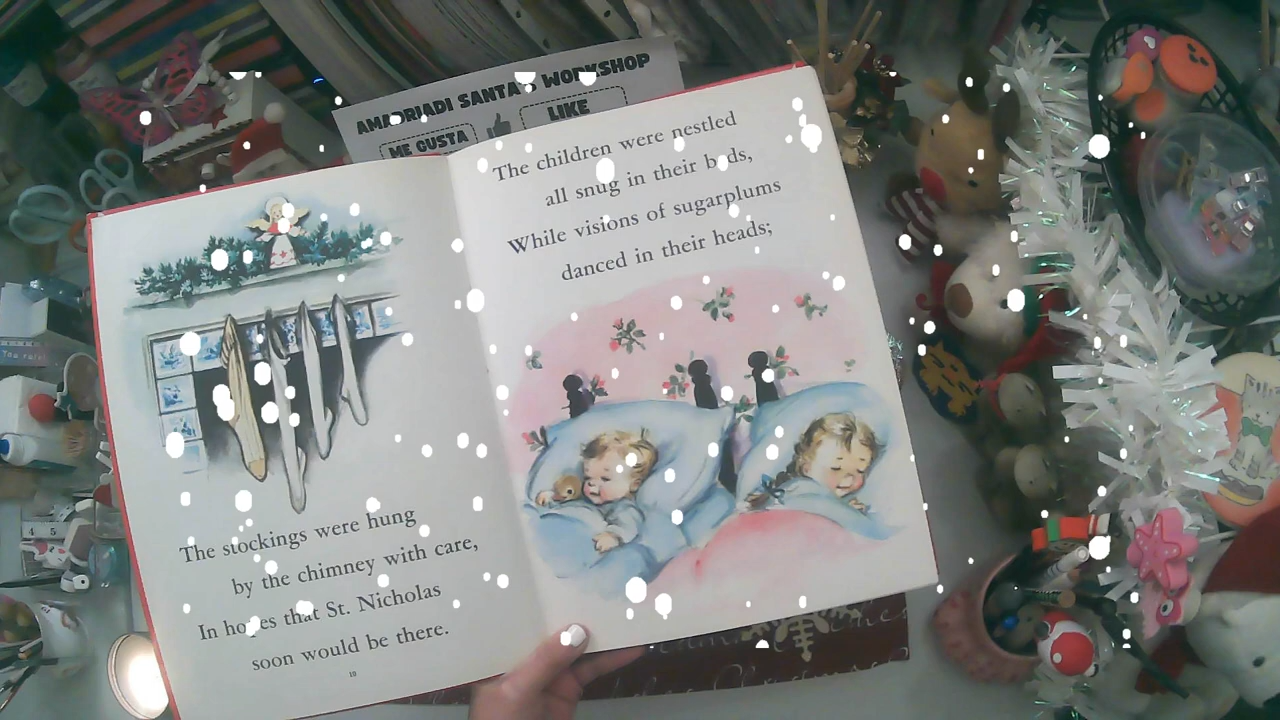 AMADRIADI SANTA'S WORKSHOP
ME GUSTA
LIKE
The stockings were hung
by the chimney with care,
In hopes that St. Nicholas
soon would be there.
The children were nestled
all snug in their beds,
While visions of sugarplums
danced in their heads;